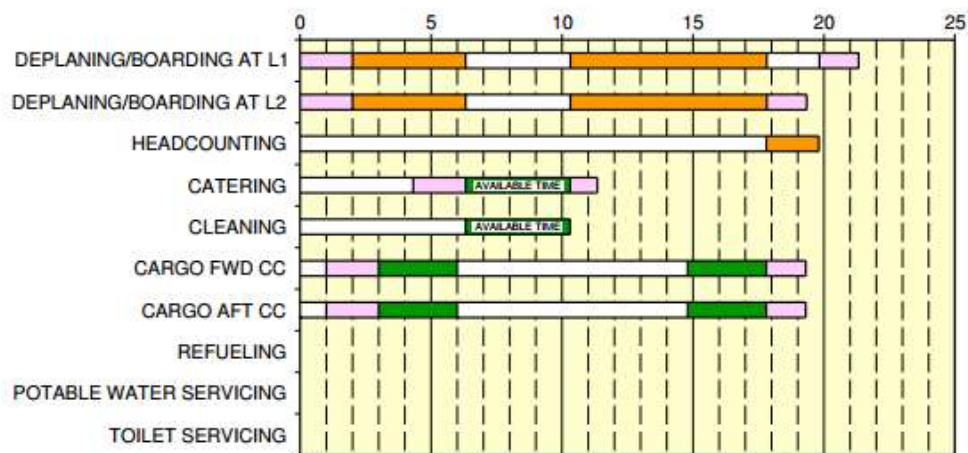 0 5 10 15 20 25
DEPLANING/BOARDING AT L1
DEPLANING/BOARDING AT L2
HEADCOUNTING
CATERING
AVAILABLE TIME
CLEANING
AVAILABLE TIME
CARGO FWD CC
CARGO AFT CC
REFUELING
POTABLE WATER SERVICING
TOILET SERVICING